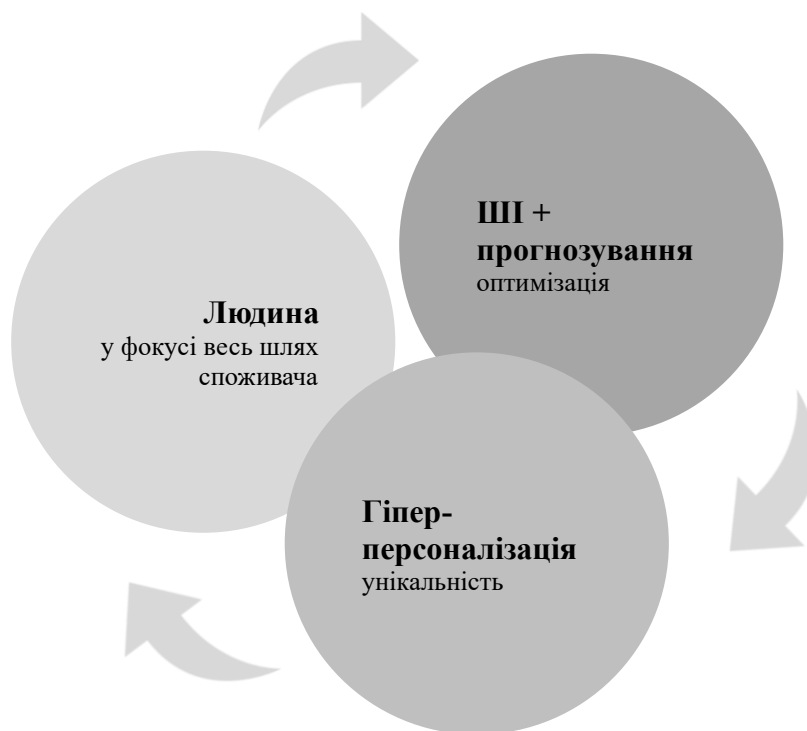 ШІ +
прогнозування
оптимізація
Людина
у фокусі весь шлях
споживача
Гіпер-
персоналізація
унікальність